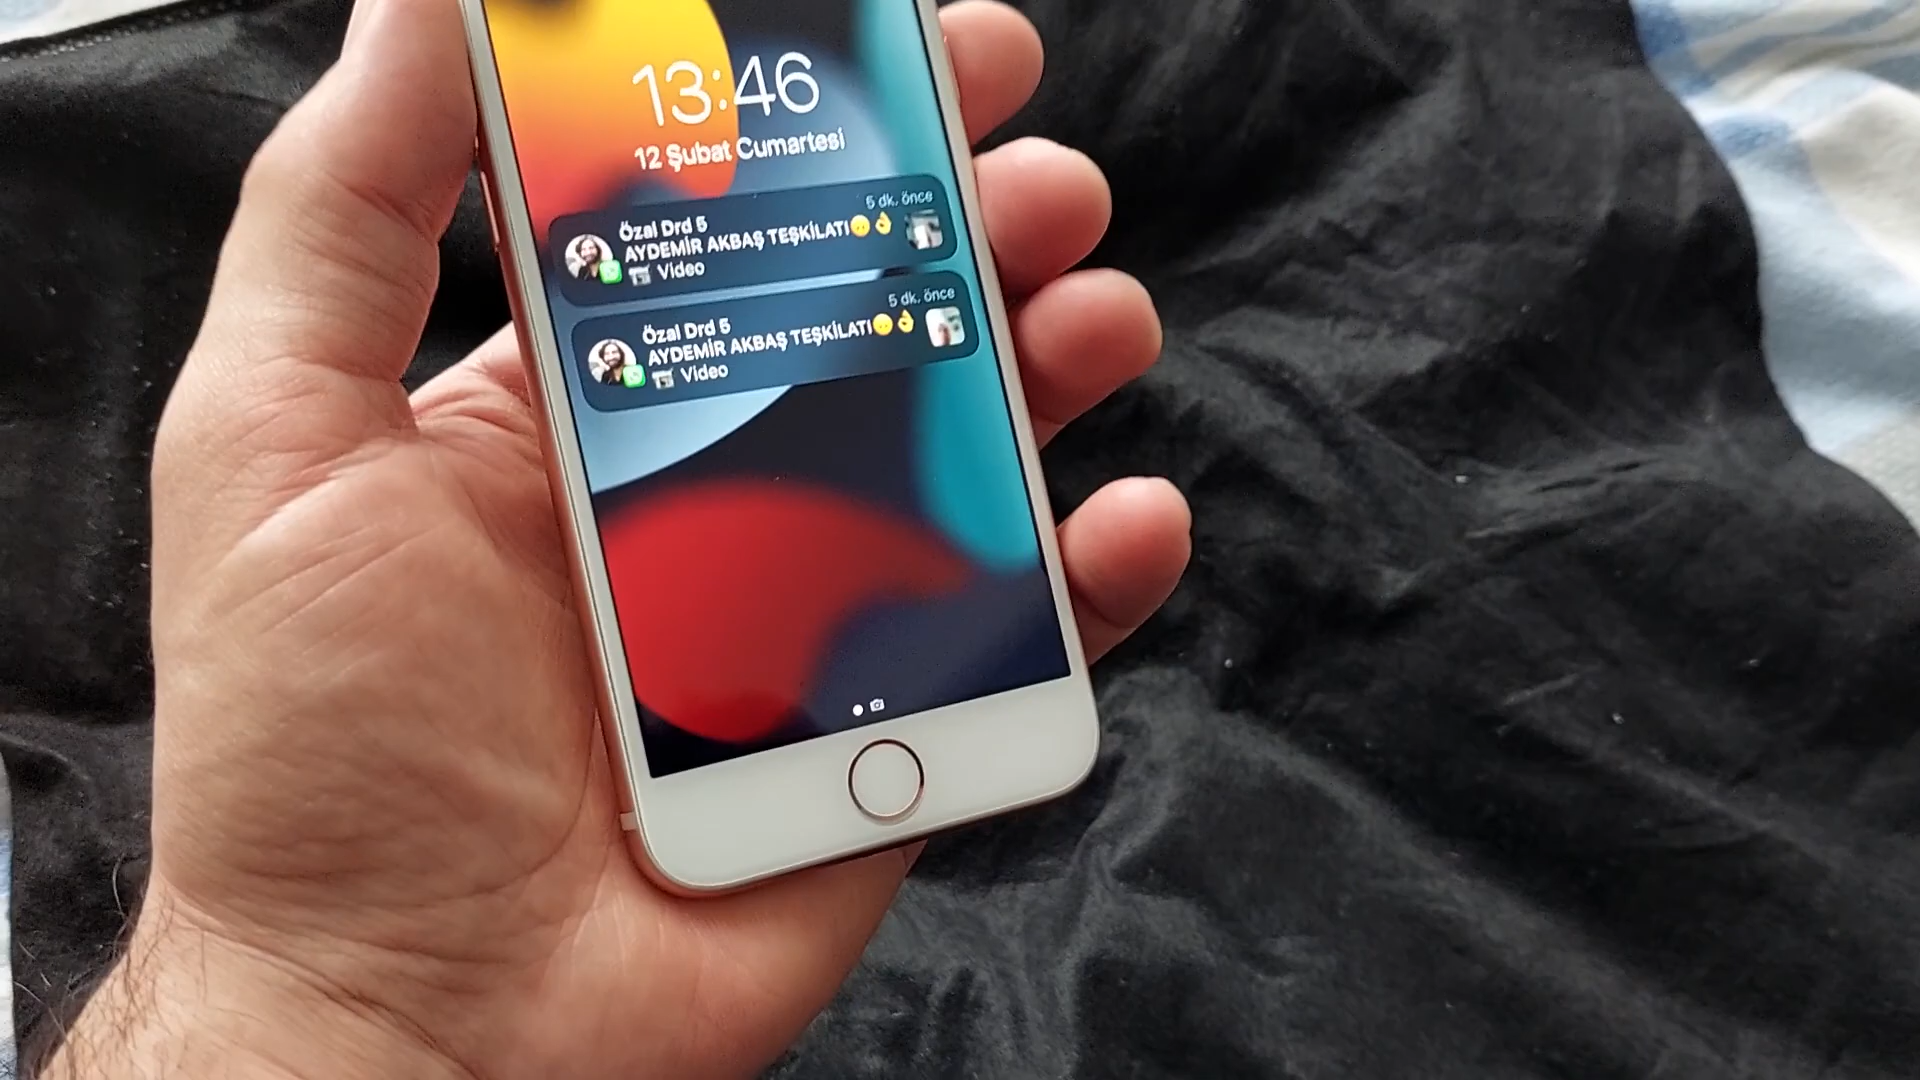 13:46
12 Şubat Cumartesi
5 dk. önce
Özal Drd 5
AYDEMİR AKBAŞ TEŞKİLATI🙂👌
Video
5 dk. önce
Özal Drd 5
AYDEMİR AKBAŞ TEŞKİLATI🙂👌
Video